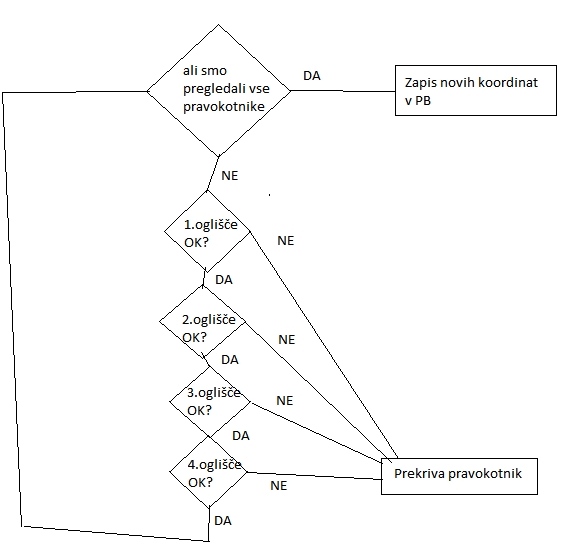 ali smo
pregledali vse
pravokotnike
DA
Zapis novih koordinat
v PB
NE
1.oglišče
OK?
NE
DA
2.oglišče
OK?
NE
DA
3.oglišče
OK?
NE
DA
4.oglišče
OK?
NE
DA
Prekriva pravokotnik